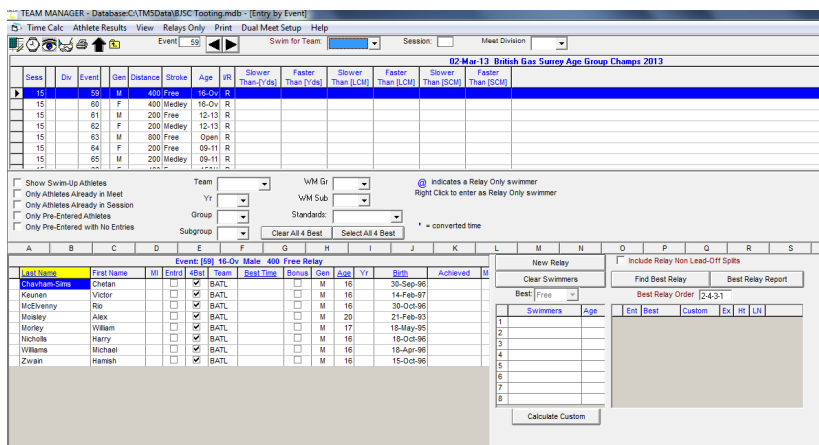 TEAM MANAGER - Database:C:\TM5Data\BJSC Tooting.mdb - [Entry by Event]
Time Calc Athlete Results View Relays Only Print Dual Meet Setup Help
Event 59 Swim for Team: Session: Meet Division
02-Mar-13 British Gas Surrey Age Group Champs 2013
Sess Div Event Gen Distance Stroke Age I/R Slower Than-[Yds] Faster Than [Yds] Slower Than [LCM] Faster Than [LCM] Slower Than [SCM] Faster Than [SCM]
15 59 M 400 Free 16-Ov R
15 60 F 400 Medley 16-Ov R
15 61 M 200 Free 12-13 R
15 62 F 200 Medley 12-13 R
15 63 M 800 Free Open R
15 64 F 200 Free 09-11 R
15 65 M 200 Medley 09-11 R
Show Swim-Up Athletes Team WM Gr @ indicates a Relay Only swimmer
Only Athletes Already in Meet Yr WM Sub Right Click to enter as Relay Only swimmer
Only Athletes Already in Session
Only Pre-Entered Athletes Group Standards:
Only Pre-Entered with No Entries Subgroup Clear All 4 Best Select All 4 Best ' = converted time
A B C D E F G H I J K L M N O P Q R S
Event: [59] 16-Ov Male 400 Free Relay
Last Name First Name MI Entrd 4Bst Team Best Time Bonus Gen Age Yr Birth Achieved M
Chavham-Sims Chetan BATL M 16 30-Sep-96
Keunen Victor BATL M 16 14-Feb-97
McElvenny Rio BATL M 16 30-Oct-96
Moisley Alex BATL M 20 21-Feb-93
Morley William BATL M 17 18-May-95
Nicholls Harry BATL M 16 18-Oct-96
Williams Michael BATL M 16 18-Apr-96
Zwain Hamish BATL M 16 15-Oct-96
New Relay Include Relay Non Lead-Off Splits
Clear Swimmers Find Best Relay Best Relay Report
Best: Free Best Relay Order 2-4-3-1
Swimmers Age Ent Best Custom Ex Ht LN
1
2
3
4
5
6
7
8
Calculate Custom